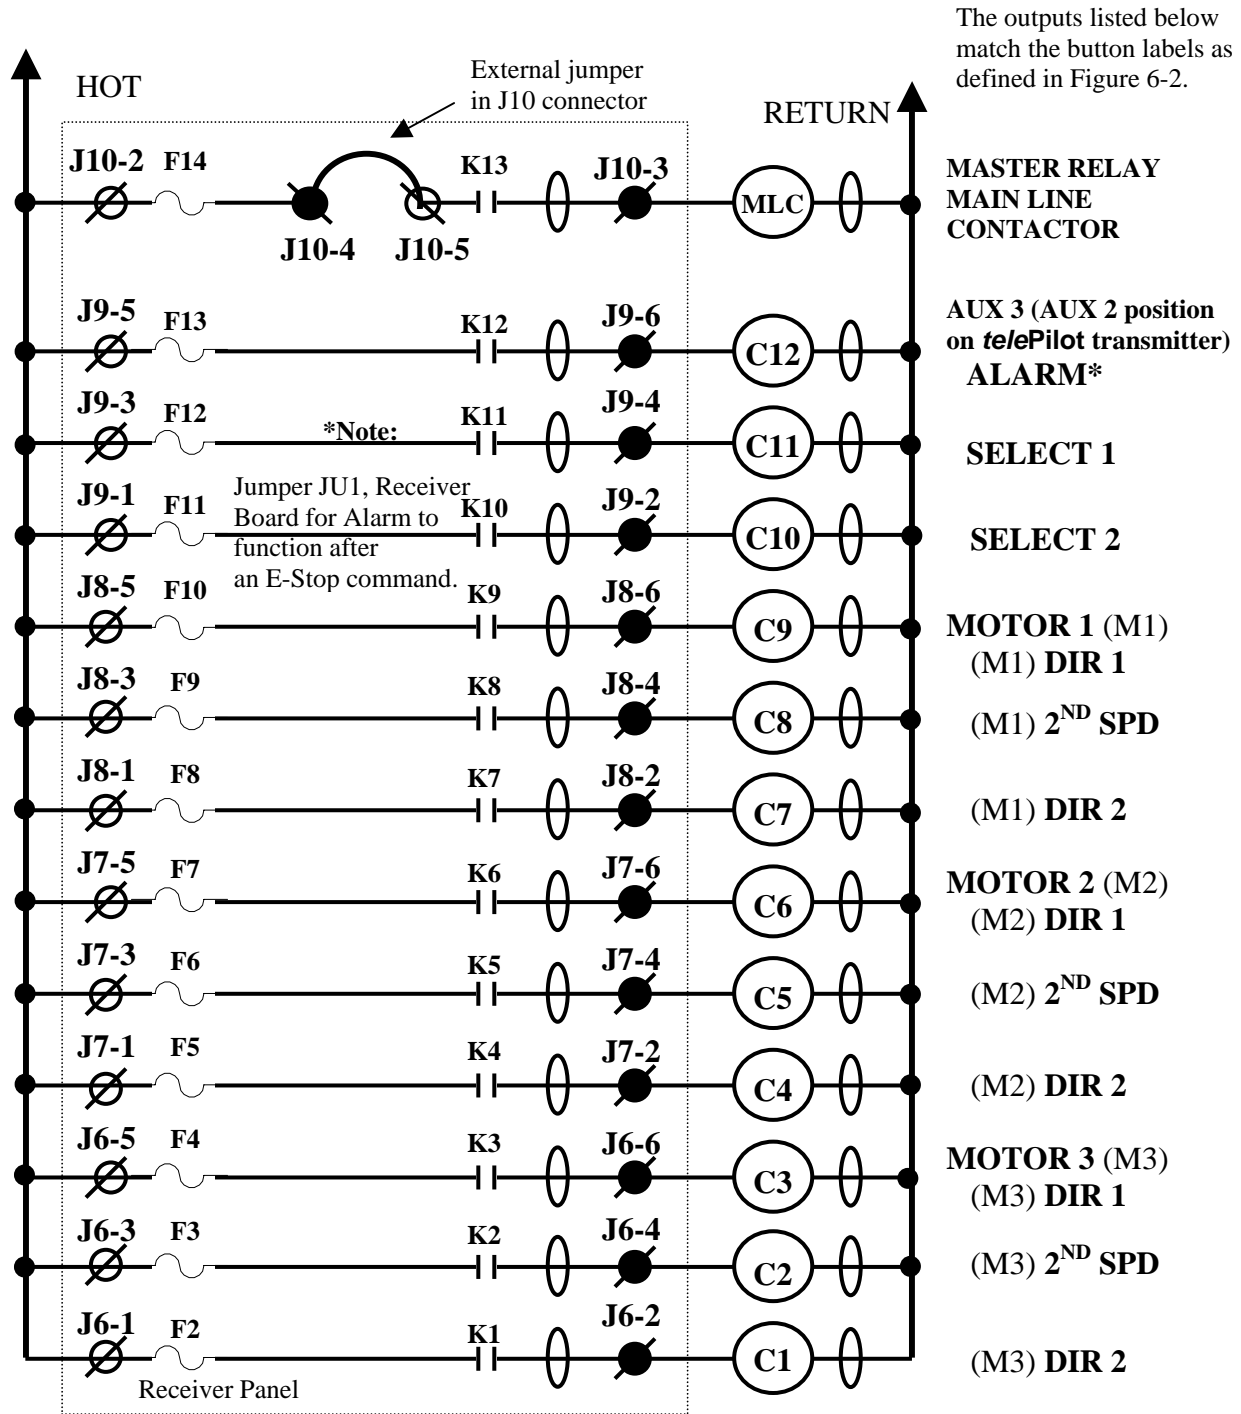 The outputs listed below
match the button labels as
defined in Figure 6-2.
HOT
External jumper
in J10 connector
RETURN
J10-2 F14 K13 J10-3
MLC
J10-4 J10-5
MASTER RELAY
MAIN LINE
CONTACTOR
J9-5 F13 K12 J9-6
C12
AUX 3 (AUX 2 position
on telePilot transmitter)
ALARM*
J9-3 F12 K11 J9-4
*Note:
C11
SELECT 1
J9-1 F11 K10 J9-2
Jumper JU1, Receiver
Board for Alarm to
function after
an E-Stop command.
C10
SELECT 2
J8-5 F10 K9 J8-6
C9
MOTOR 1 (M1)
(M1) DIR 1
J8-3 F9 K8 J8-4
C8
(M1) 2ND SPD
J8-1 F8 K7 J8-2
C7
(M1) DIR 2
J7-5 F7 K6 J7-6
C6
MOTOR 2 (M2)
(M2) DIR 1
J7-3 F6 K5 J7-4
C5
(M2) 2ND SPD
J7-1 F5 K4 J7-2
C4
(M2) DIR 2
J6-5 F4 K3 J6-6
C3
MOTOR 3 (M3)
(M3) DIR 1
J6-3 F3 K2 J6-4
C2
(M3) 2ND SPD
J6-1 F2 K1 J6-2
C1
(M3) DIR 2
Receiver Panel